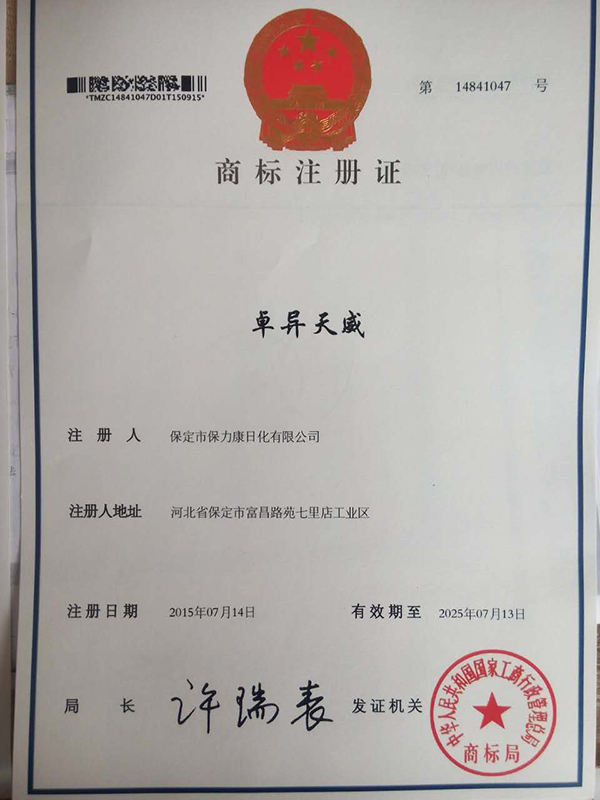 *TMZC14841047D01T150915*
第 14841047 号
商标注册证
卓异天威
注册人 保定市保力康日化有限公司
注册人地址 河北省保定市富昌路苑七里店工业区
注册日期 2015年07月14日 有效期至 2025年07月13日
局长 许瑞表 发证机关
中华人民共和国国家工商行政管理总局
商标局